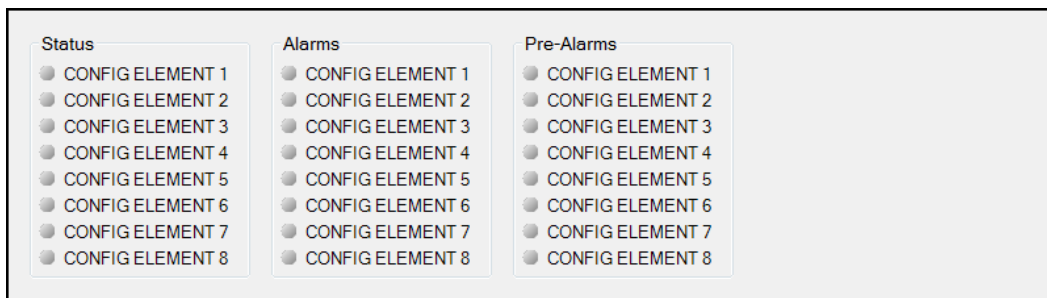 Status
CONFIG ELEMENT 1
CONFIG ELEMENT 2
CONFIG ELEMENT 3
CONFIG ELEMENT 4
CONFIG ELEMENT 5
CONFIG ELEMENT 6
CONFIG ELEMENT 7
CONFIG ELEMENT 8
Alarms
CONFIG ELEMENT 1
CONFIG ELEMENT 2
CONFIG ELEMENT 3
CONFIG ELEMENT 4
CONFIG ELEMENT 5
CONFIG ELEMENT 6
CONFIG ELEMENT 7
CONFIG ELEMENT 8
Pre-Alarms
CONFIG ELEMENT 1
CONFIG ELEMENT 2
CONFIG ELEMENT 3
CONFIG ELEMENT 4
CONFIG ELEMENT 5
CONFIG ELEMENT 6
CONFIG ELEMENT 7
CONFIG ELEMENT 8